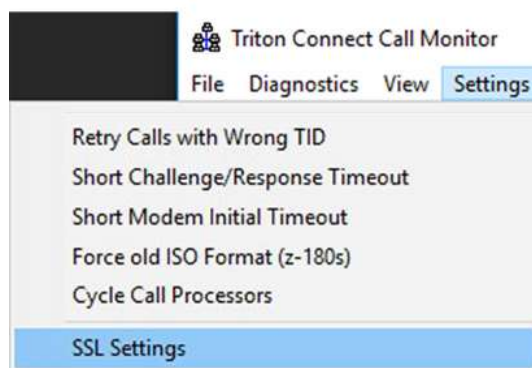 Triton Connect Call Monitor
File Diagnostics View Settings
Retry Calls with Wrong TID
Short Challenge/Response Timeout
Short Modem Initial Timeout
Force old ISO Format (z-180s)
Cycle Call Processors
SSL Settings